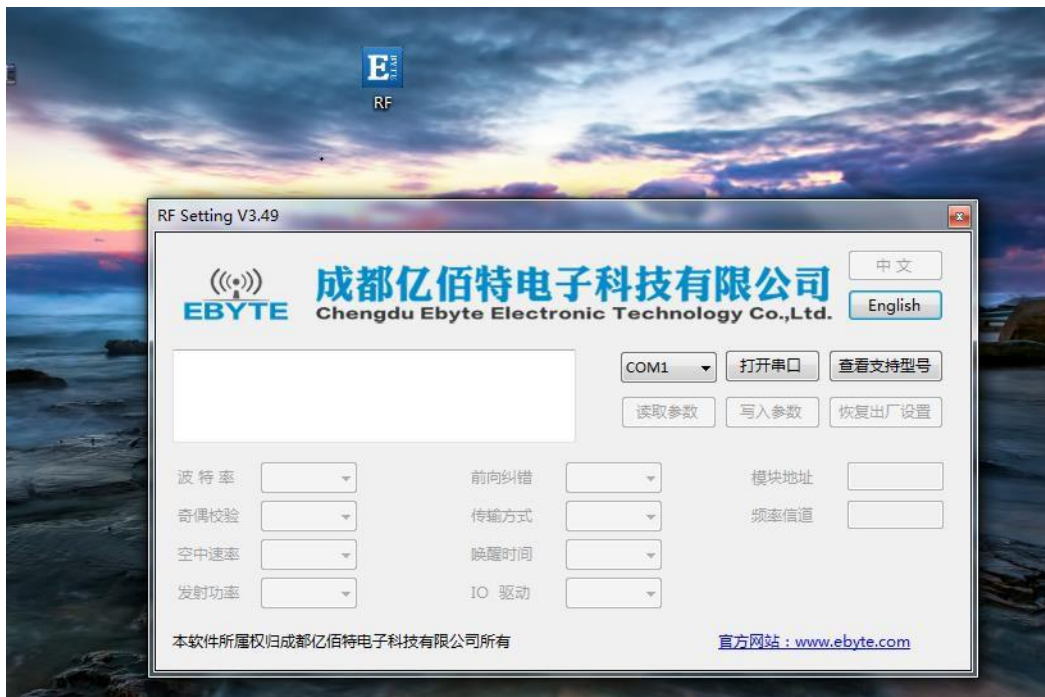 E
RF
RF Setting V3.49
EBYTE
成都亿佰特电子科技有限公司
Chengdu Ebyte Electronic Technology Co.,Ltd.
中文
English
COM1
打开串口
查看支持型号
读取参数
写入参数
恢复出厂设置
波特率
前向纠错
模块地址
奇偶校验
传输方式
频率信道
空中速率
唤醒时间
发射功率
IO 驱动
本软件所属权归成都亿佰特电子科技有限公司所有
官方网站：www.ebyte.com